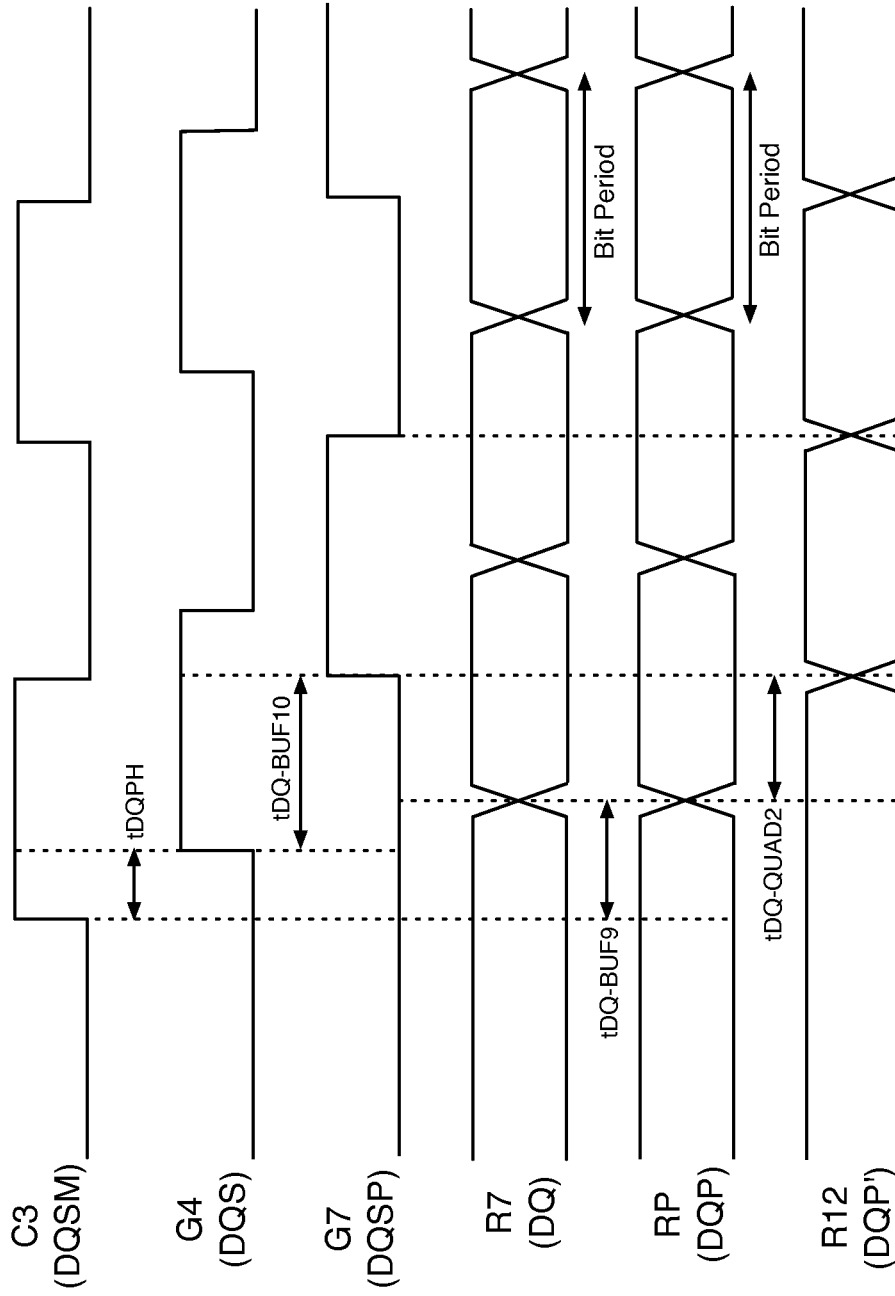 C3
(DQSM)
tDQPH
G4
(DQS)
tDQ-BUF10
G7
(DQSP)
R7
(DQ)
Bit Period
tDQ-BUF9
RP
(DQP)
Bit Period
tDQ-QUAD2
R12
(DQP')